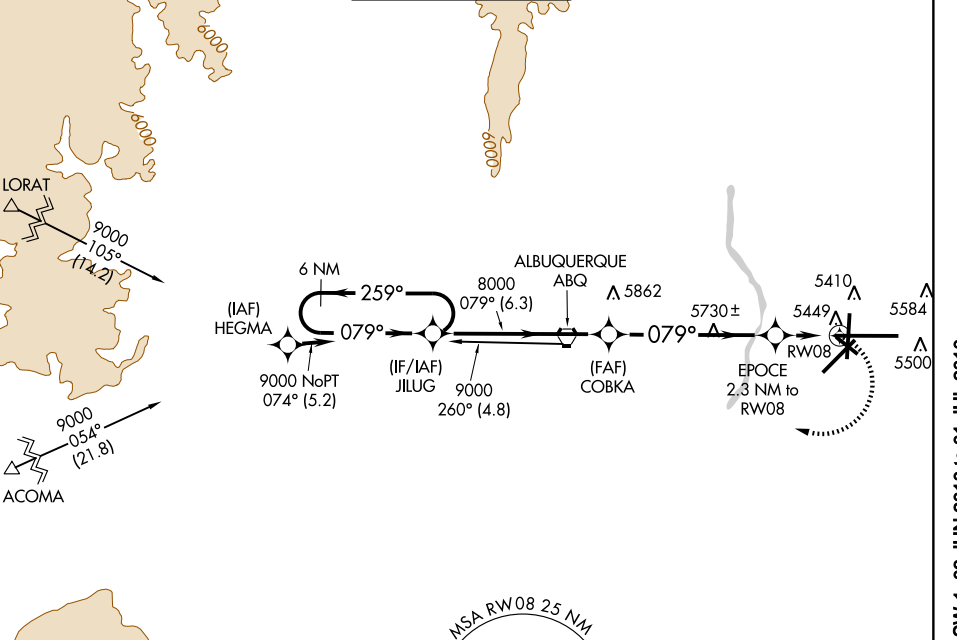 6000
6000
6000
LORAT
9000
105°
(14.2)
6 NM
259°
079°
(IAF)
HEGMA
9000 NoPT
074° (5.2)
(IF/IAF)
JILUG
8000
079° (6.3)
9000
260° (4.8)
ALBUQUERQUE
ABQ
5862
(FAF)
COBKA
079°
5730±
5410
5449
5584
5500
RW08
EPOCE
2.3 NM to
RW08
9000
054°
(21.8)
ACOMA
MSA RW08 25 NM